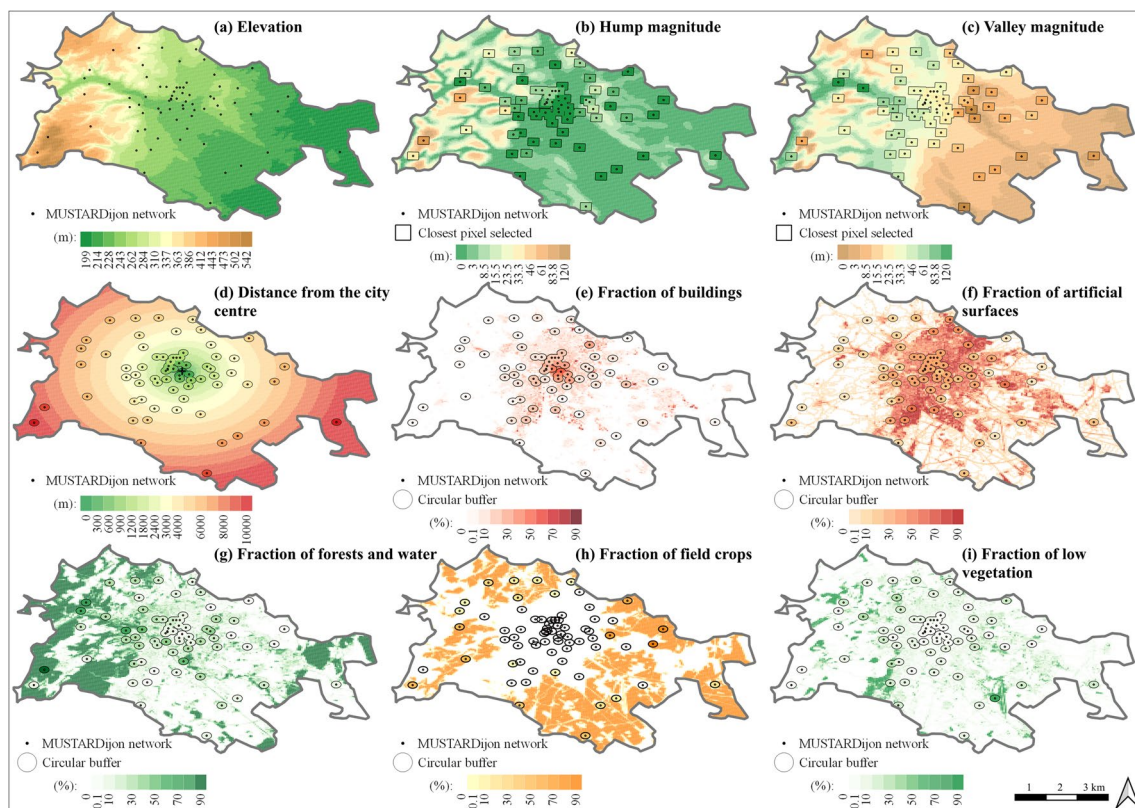 (a) Elevation
MUSTARDijon network
(m):
199 214 228 243 262 284 310 337 363 386 412 443 473 502 542
(b) Hump magnitude
MUSTARDijon network
Closest pixel selected
(m)
0 3 8.5 15.5 23.5 33.3 46 61 83.8 120
(c) Valley magnitude
MUSTARDijon network
Closest pixel selected
(m)
0 3 8.5 15.5 23.5 33.3 46 61 83.8 120
(d) Distance from the city
centre
MUSTARDijon network
(m):
0 300 600 900 1200 1800 2400 3000 4000 6000 8000 10000
(e) Fraction of buildings
MUSTARDijon network
Circular buffer
(%):
0.1 10 30 50 70 90
(f) Fraction of artificial
surfaces
MUSTARDijon network
Circular buffer
(%):
0.1 10 30 50 70 90
(g) Fraction of forests and water
MUSTARDijon network
Circular buffer
(%):
0.1 10 30 50 70 90
(h) Fraction of field crops
MUSTARDijon network
Circular buffer
(%):
0.1 10 30 50 70 90
(i) Fraction of low
vegetation
MUSTARDijon network
Circular buffer
(%):
0.1 10 30 50 70 90
1 2 3 km